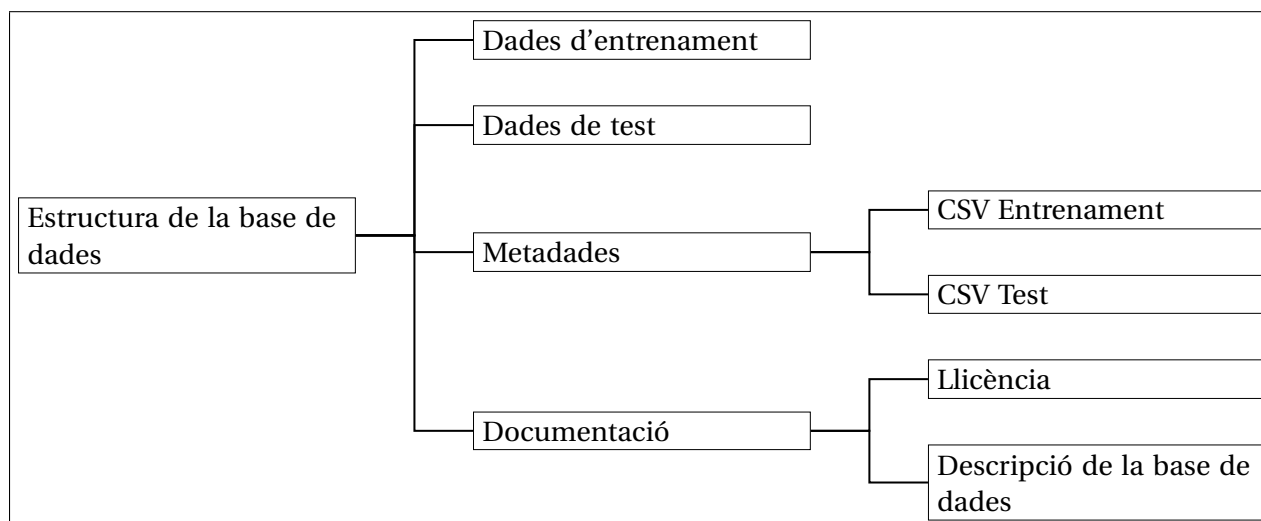 Dades d'entrenament
Dades de test
Estructura de la base de
dades
Metadades
CSV Entrenament
CSV Test
Documentació
Llicència
Descripció de la base de
dades